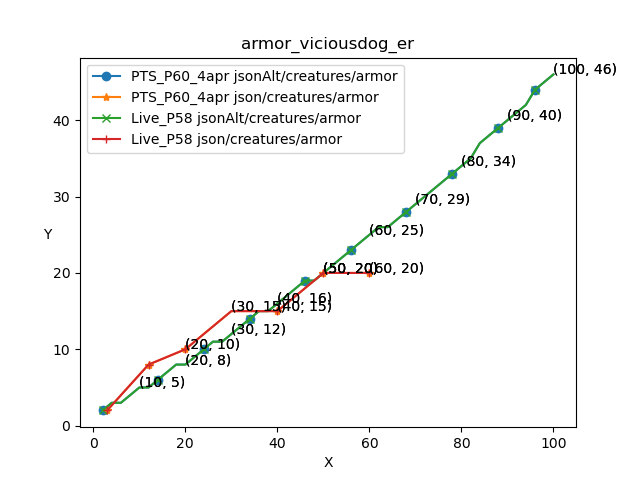 armor_viciousdog_er
PTS_P60_4apr jsonAlt/creatures/armor
PTS_P60_4apr json/creatures/armor
Live_P58 jsonAlt/creatures/armor
Live_P58 json/creatures/armor
(100, 46)
(90, 40)
(80, 34)
(70, 29)
(60, 25)
(50, 20)
(60, 20)
(40, 16)
(30, 15)
(40, 15)
(30, 12)
(20, 10)
(20, 8)
(10, 5)
Y
40
30
20
10
0
0 20 40 60 80 100
X